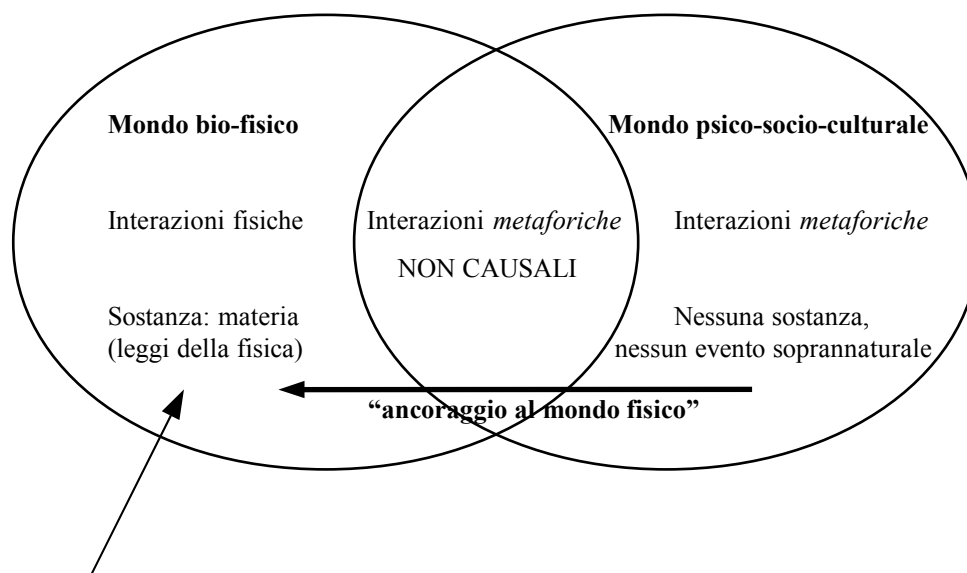 Mondo bio-fisico
Mondo psico-socio-culturale
Interazioni fisiche
Interazioni metaforiche
NON CAUSALI
Interazioni metaforiche
Sostanza: materia
(leggi della fisica)
Nessuna sostanza,
nessun evento soprannaturale
“ancoraggio al mondo fisico”